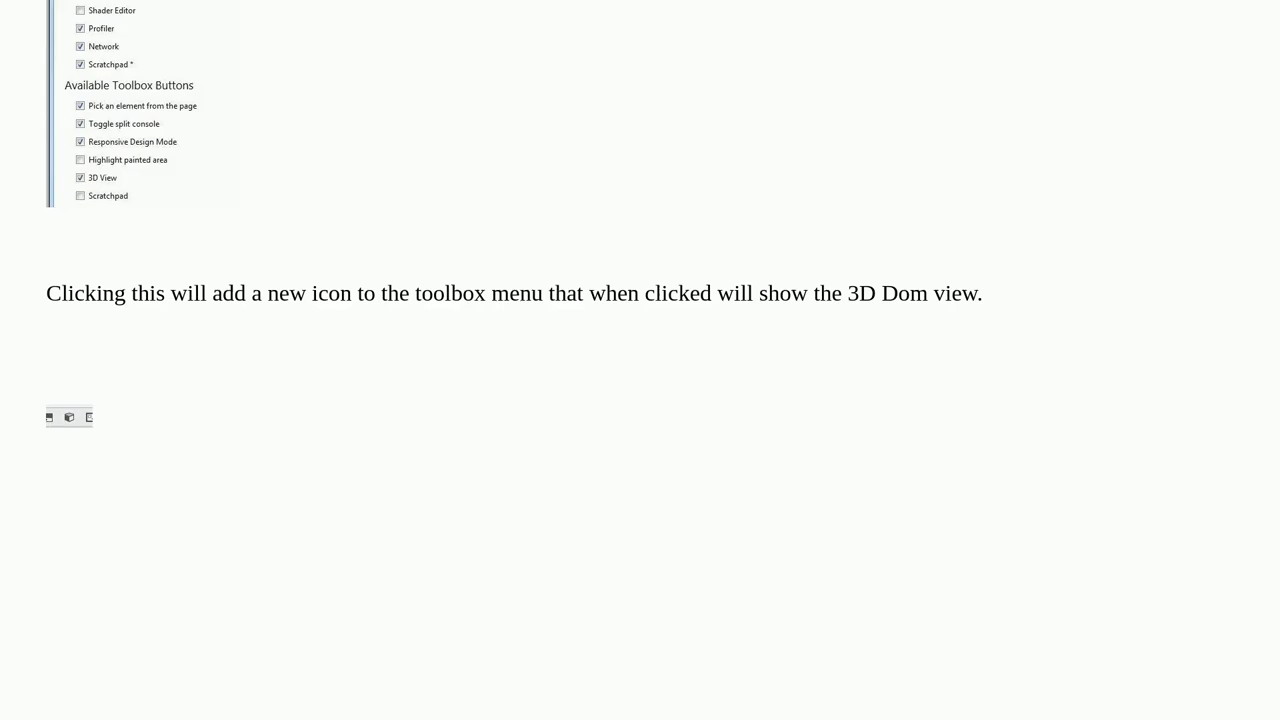 Shader Editor
Profiler
Network
Scratchpad *
Available Toolbox Buttons
Pick an element from the page
Toggle split console
Responsive Design Mode
Highlight painted area
3D View
Scratchpad
Clicking this will add a new icon to the toolbox menu that when clicked will show the 3D Dom view.